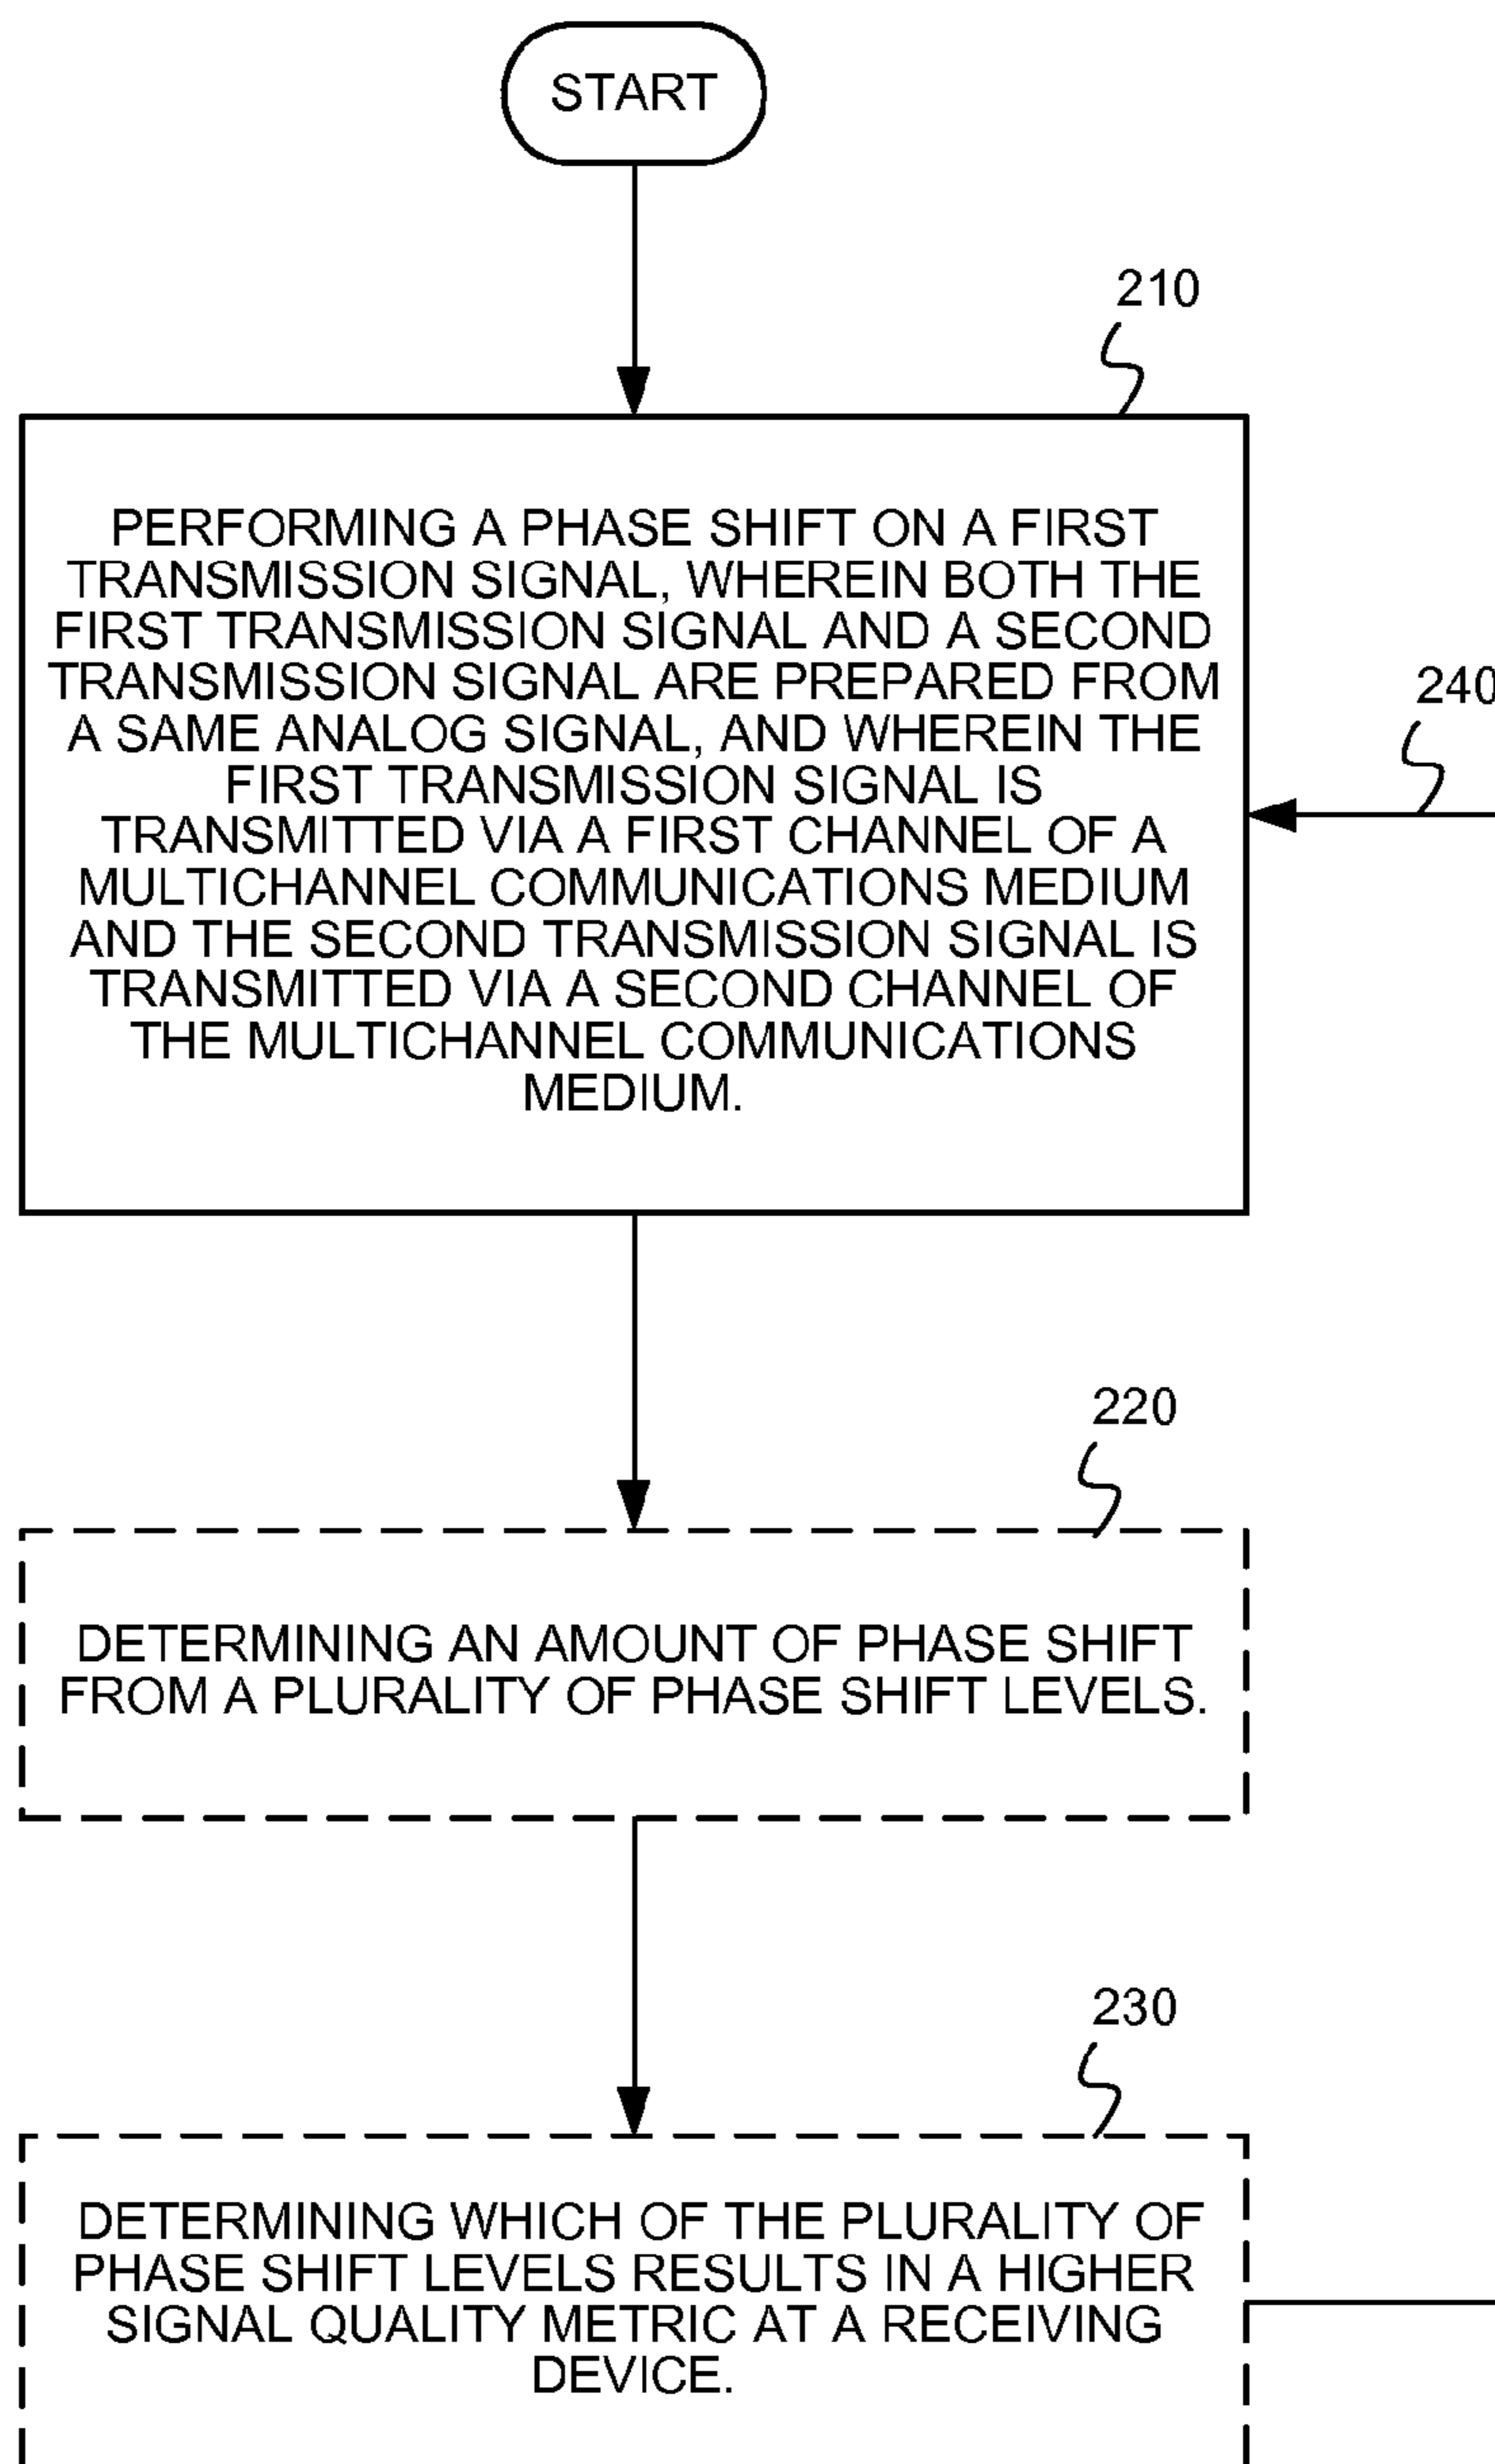 START
210
PERFORMING A PHASE SHIFT ON A FIRST
TRANSMISSION SIGNAL, WHEREIN BOTH THE
FIRST TRANSMISSION SIGNAL AND A SECOND
TRANSMISSION SIGNAL ARE PREPARED FROM
A SAME ANALOG SIGNAL, AND WHEREIN THE
FIRST TRANSMISSION SIGNAL IS
TRANSMITTED VIA A FIRST CHANNEL OF A
MULTICHANNEL COMMUNICATIONS MEDIUM
AND THE SECOND TRANSMISSION SIGNAL IS
TRANSMITTED VIA A SECOND CHANNEL OF
THE MULTICHANNEL COMMUNICATIONS
MEDIUM.
240
220
DETERMINING AN AMOUNT OF PHASE SHIFT
FROM A PLURALITY OF PHASE SHIFT LEVELS.
230
DETERMINING WHICH OF THE PLURALITY OF
PHASE SHIFT LEVELS RESULTS IN A HIGHER
SIGNAL QUALITY METRIC AT A RECEIVING
DEVICE.